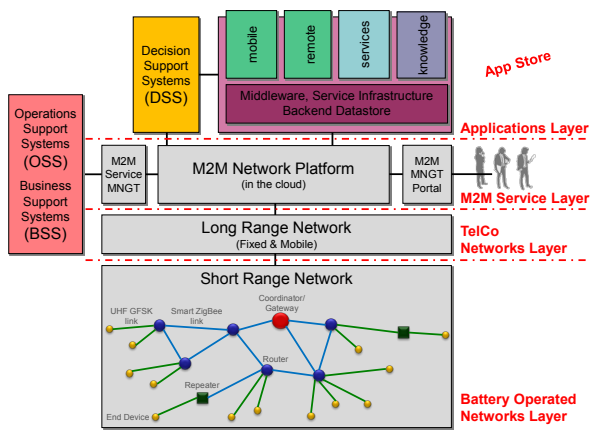 mobile
remote
services
knowledge
App Store
Decision
Support
Systems
(DSS)
Middleware, Service Infrastructure
Backend Datastore
Applications Layer
Operations
Support
Systems
(OSS)
Business
Support
Systems
(BSS)
M2M
Service
MNGT
M2M Network Platform
(in the cloud)
M2M
MNGT
Portal
M2M Service Layer
Long Range Network
(Fixed & Mobile)
TelCo
Networks Layer
Short Range Network
UHF GFSK
link
Smart ZigBee
link
Coordinator/
Gateway
Router
Repeater
End Device
Battery Operated
Networks Layer